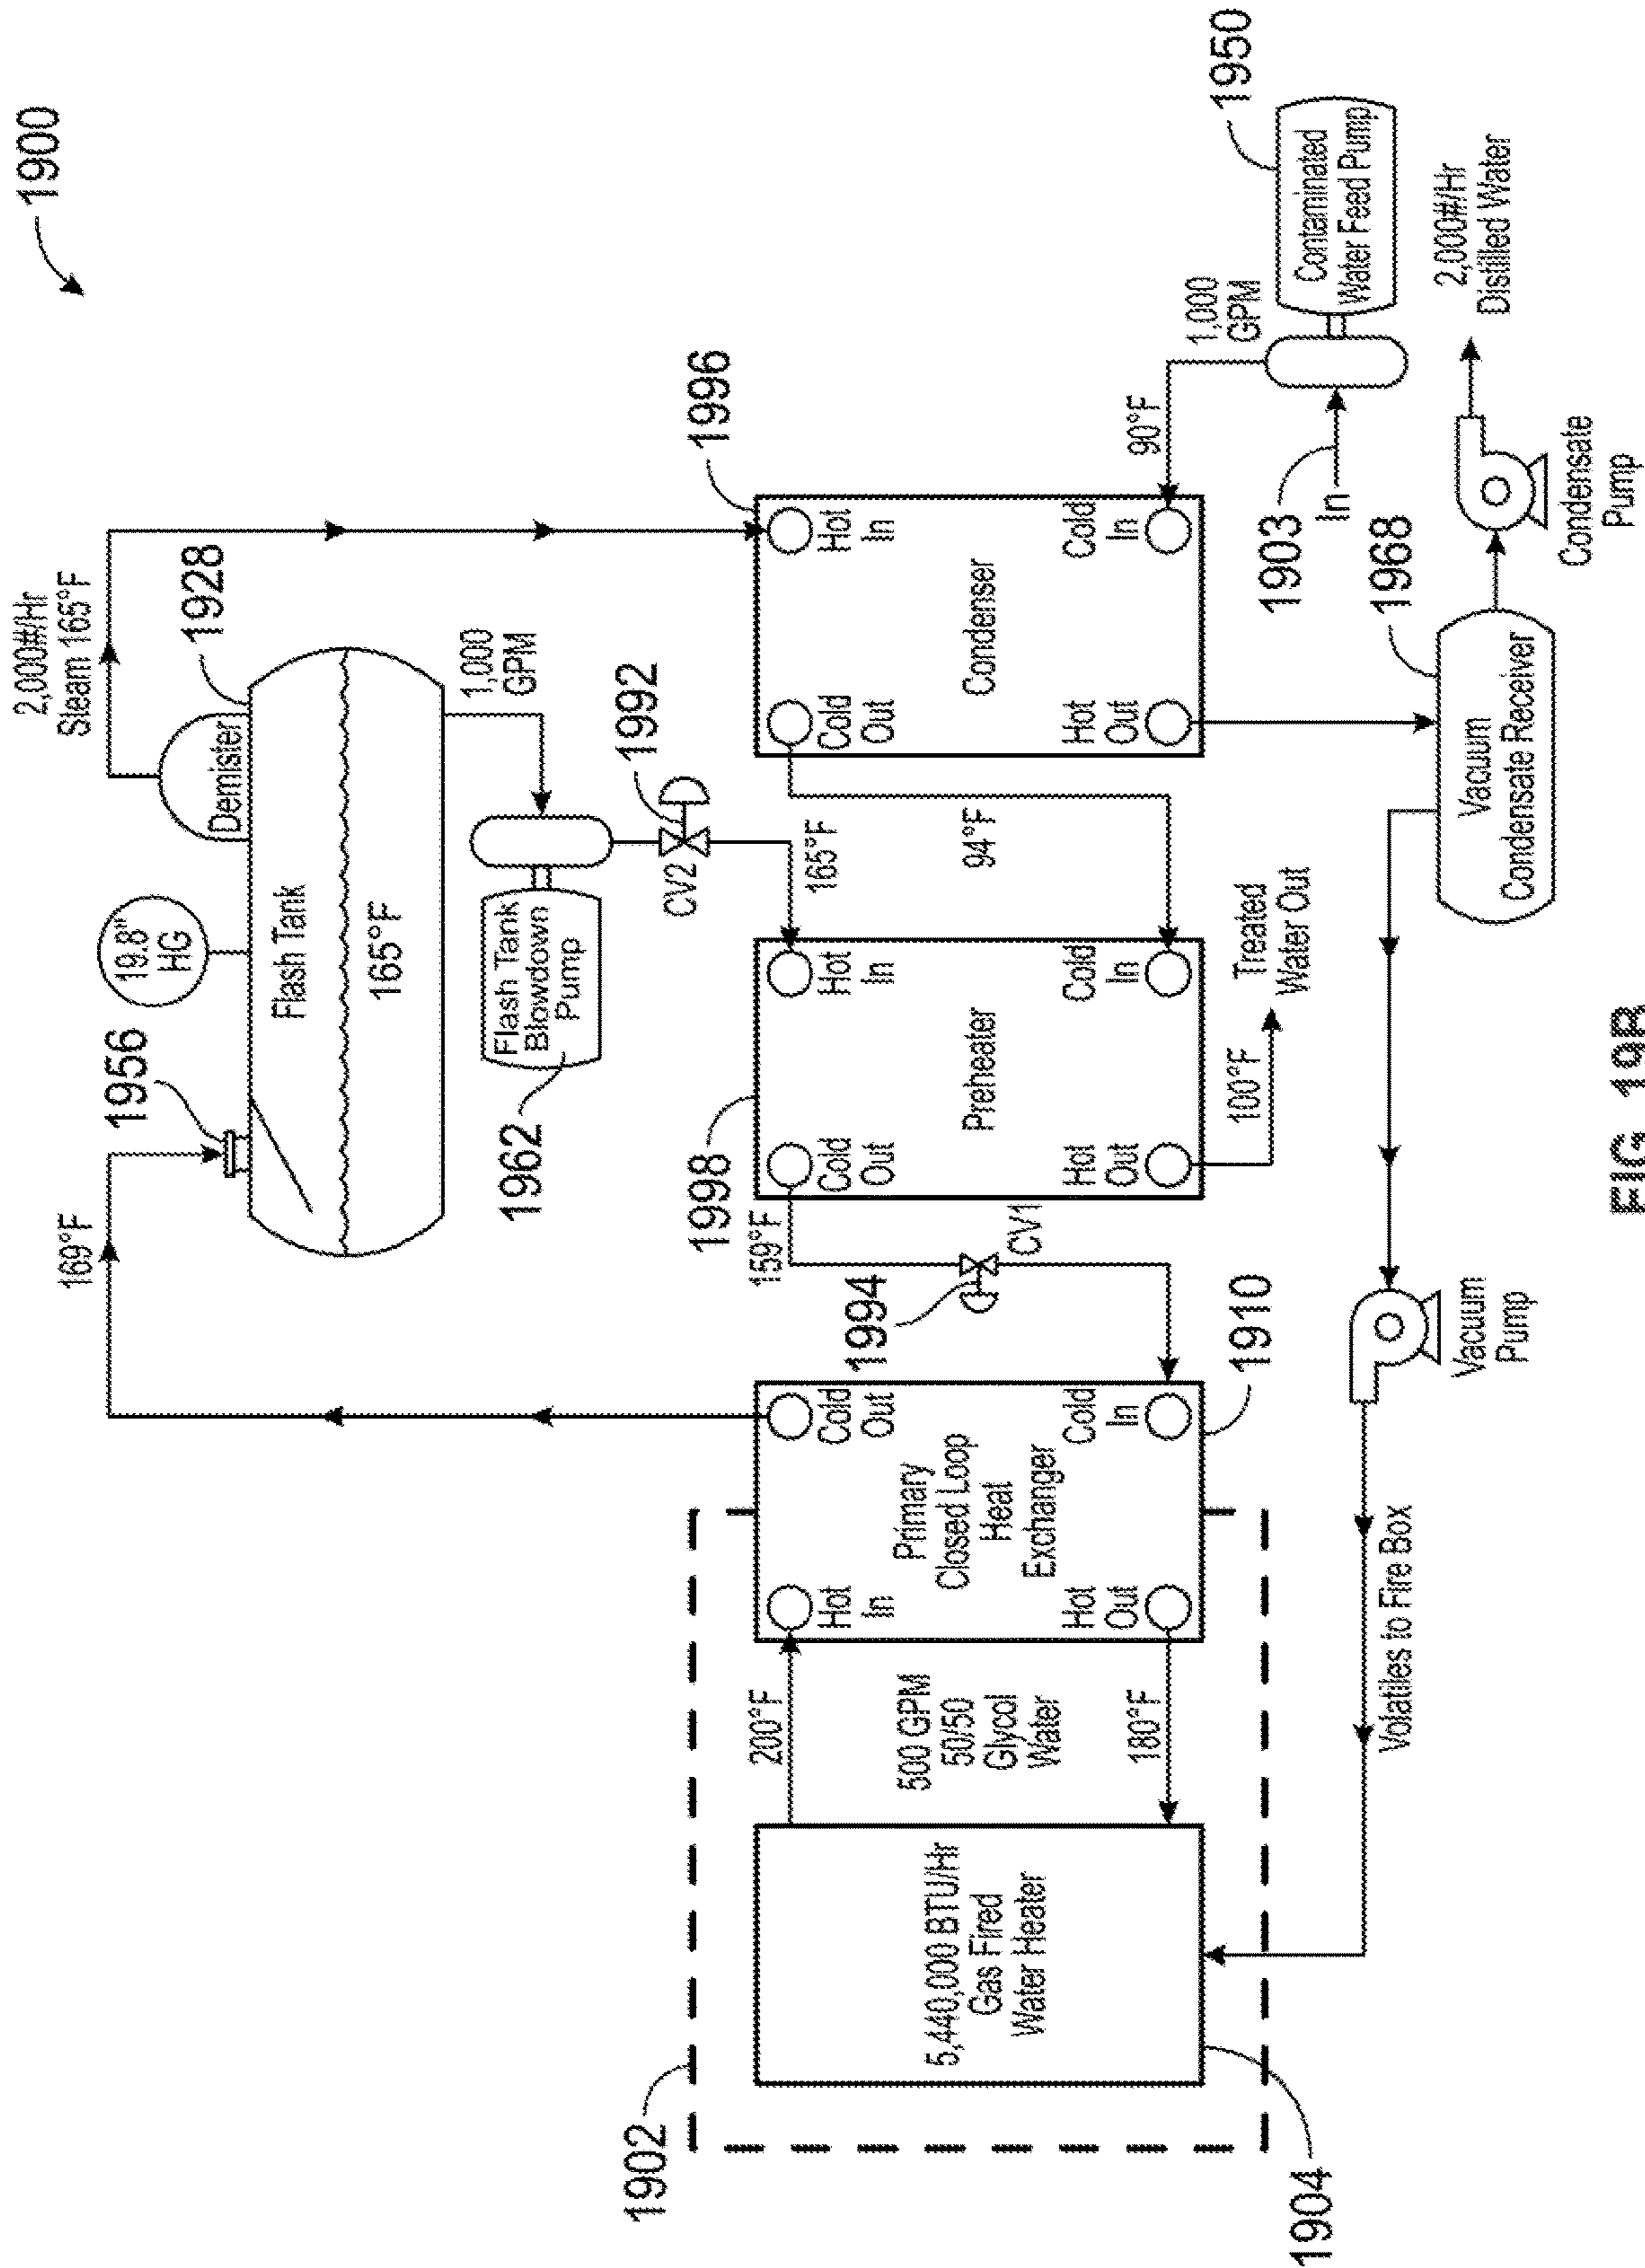 1900
2,000#/Hr
Steam 165°F
1928
Demister
19.8"
HG
Flash Tank
165°F
1956
169°F
1,000
GPM
Flash Tank
Blowdown
Pump
1962
1992
CV2
165°F
1996
Hot
In
Cold
In
Condenser
Cold
Out
Hot
Out
94°F
90°F
1,000
GPM
1950
Contaminated
Water Feed Pump
1903
In
1968
Vacuum
Condensate Receiver
Condensate
Pump
2,000#/Hr
Distilled Water
1998
Hot
In
Cold
In
Preheater
Cold
Out
Hot
Out
100°F
Treated
Water Out
159°F
1994
CV1
1910
Cold
Out
Cold
In
Primary
Closed Loop
Heat
Exchanger
Hot
In
Hot
Out
200°F
500 GPM
50/50
Glycol
Water
180°F
5,440,000 BTU/Hr
Gas Fired
Water Heater
1902
1904
Volatiles to Fire Box
Vacuum
Pump
FIG. 19B